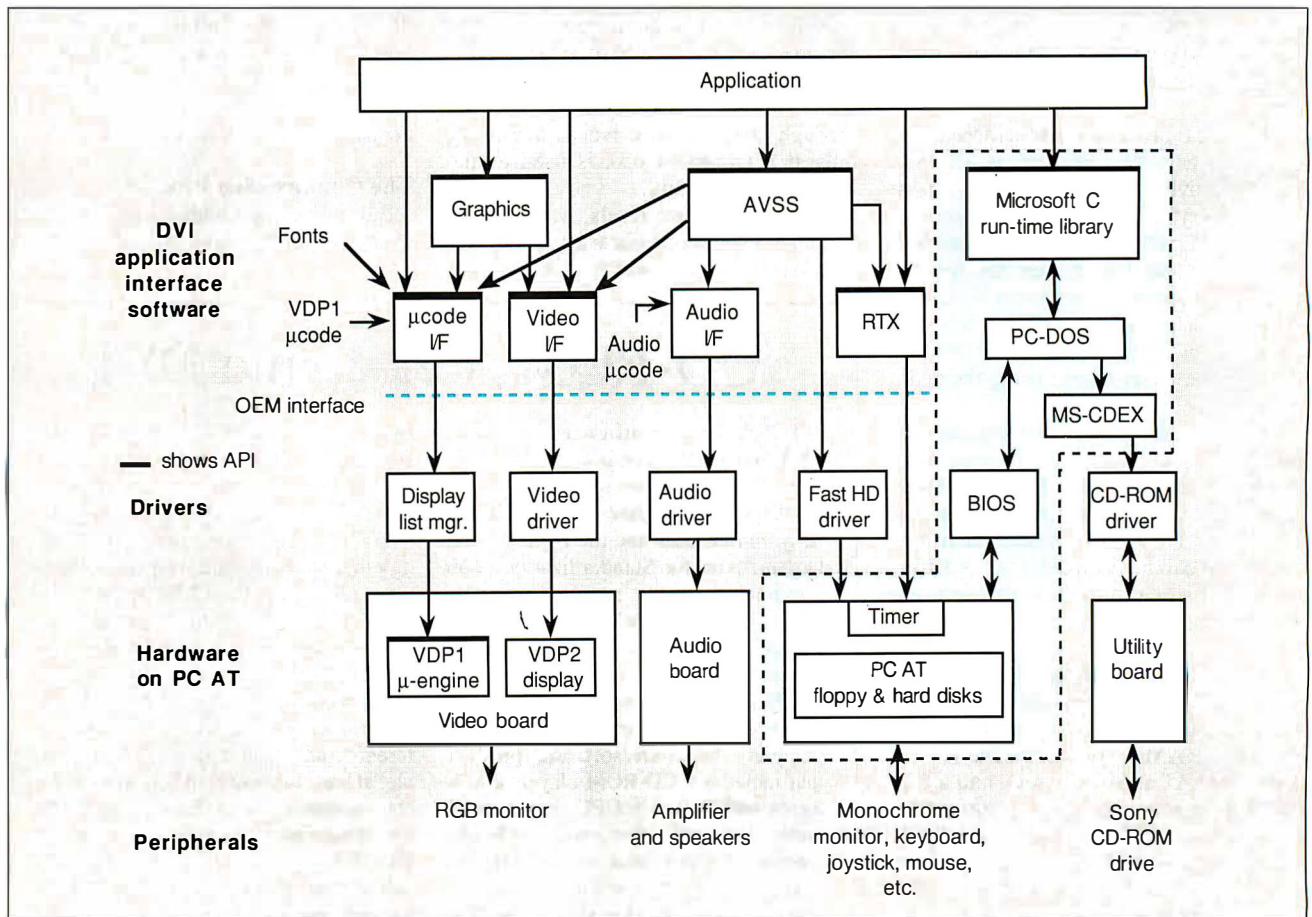 Application
DVI
application
interface
software
Fonts
VDP1
μcode
Graphics
AVSS
Microsoft C
run-time library
μcode
I/F
Video
I/F
Audio
μcode
Audio
I/F
RTX
PC-DOS
MS-CDEX
OEM interface
shows API
Drivers
Display
list mgr.
Video
driver
Audio
driver
Fast HD
driver
BIOS
CD-ROM
driver
Hardware
on PC AT
VDP1
μ-engine
VDP2
display
Video board
Audio
board
Timer
PC AT
floppy & hard disks
Utility
board
Peripherals
RGB monitor
Amplifier
and speakers
Monochrome
monitor, keyboard,
joystick, mouse,
etc.
Sony
CD-ROM
drive